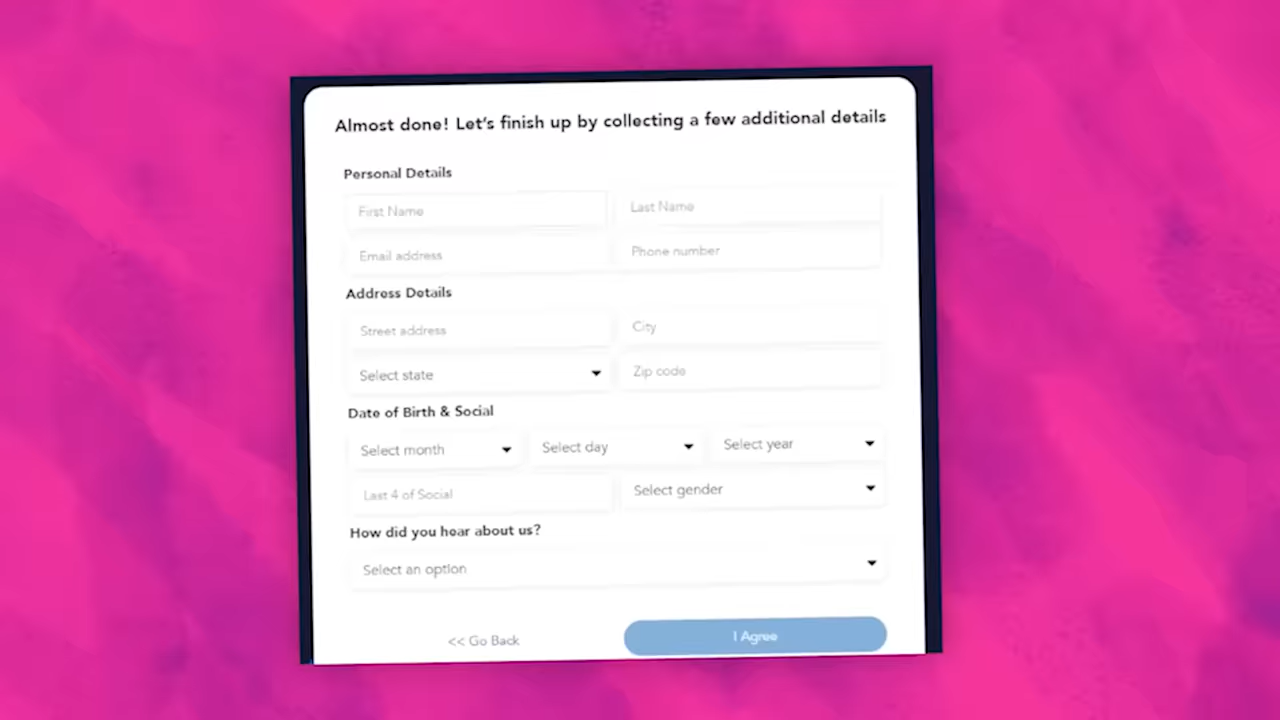 Almost done! Let's finish up by collecting a few additional details
Personal Details
First Name
Last Name
Email address
Phone number
Address Details
Street address
City
Select state
Zip code
Date of Birth & Social
Select month
Select day
Select year
Last 4 of Social
Select gender
How did you hear about us?
Select an option
<< Go Back
I Agree